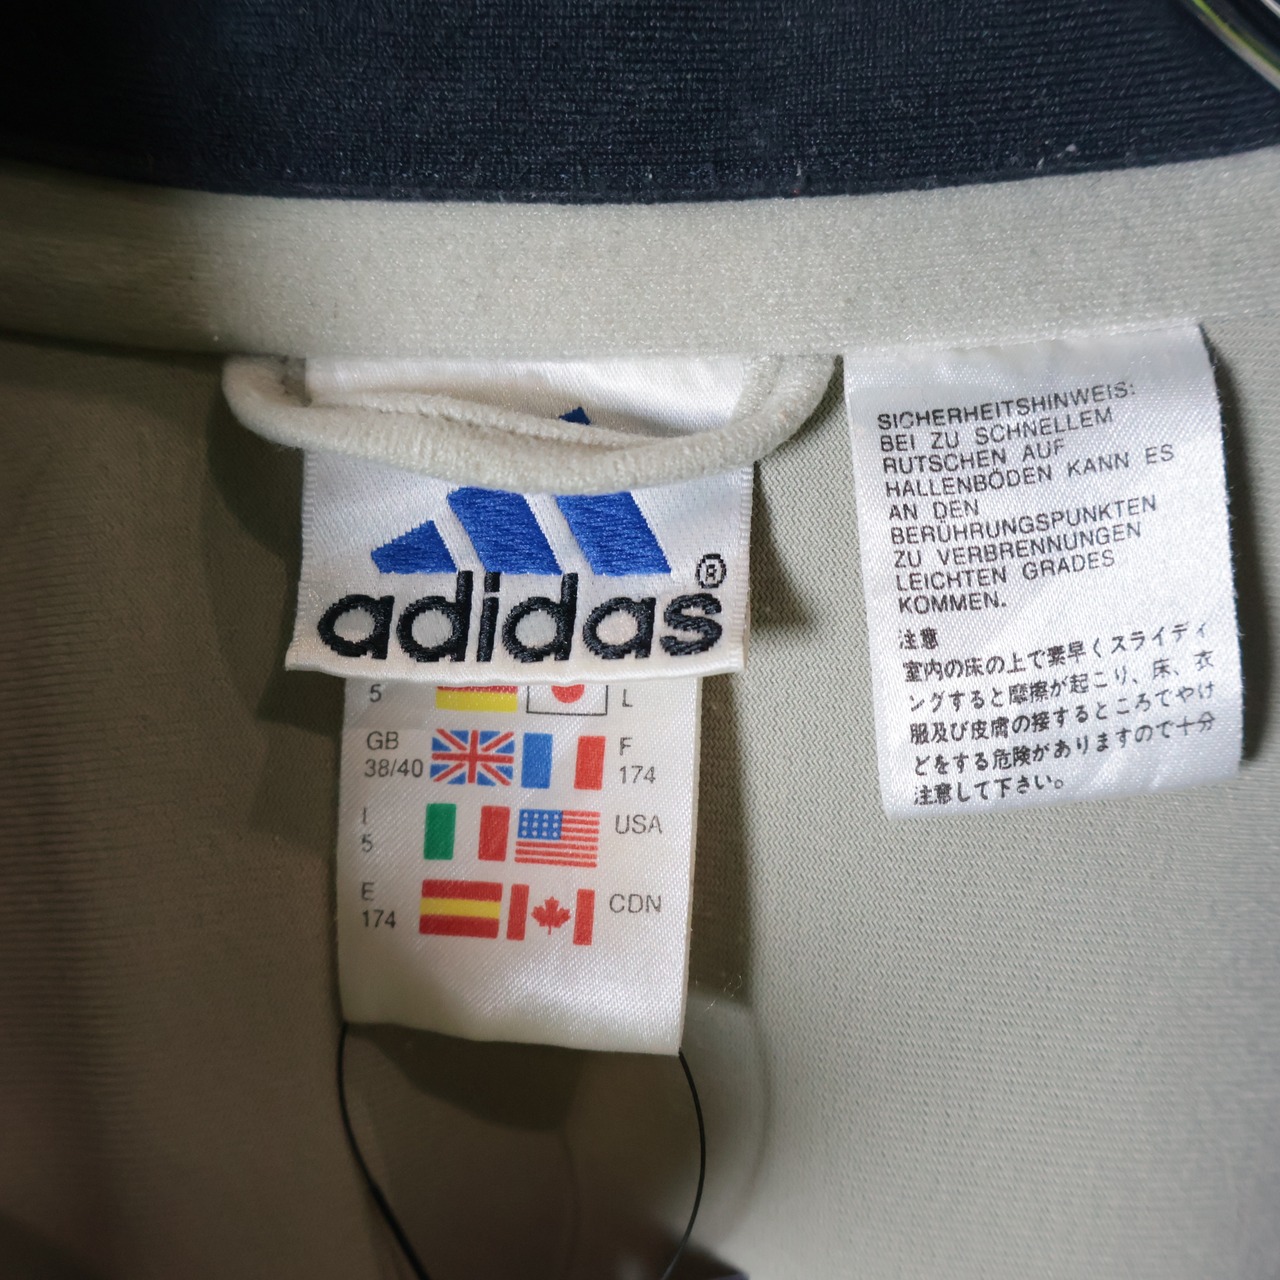 adidas®
5 L
GB F
38/40 174
I USA
5
E CDN
174
SICHERHEITSHINWEIS:
BEI ZU SCHNELLEM
RUTSCHEN AUF
HALLENBÖDEN KANN ES
AN DEN
BERÜHRUNGSPUNKTEN
ZU VERBRENNUNGEN
LEICHTEN GRADES
KOMMEN.
注意
室内の床の上で素早くスライディ
ングすると摩擦が起こり、床、衣
服及び皮膚の接するところてやけ
どをする危険がありますので十分
注意して下さい。